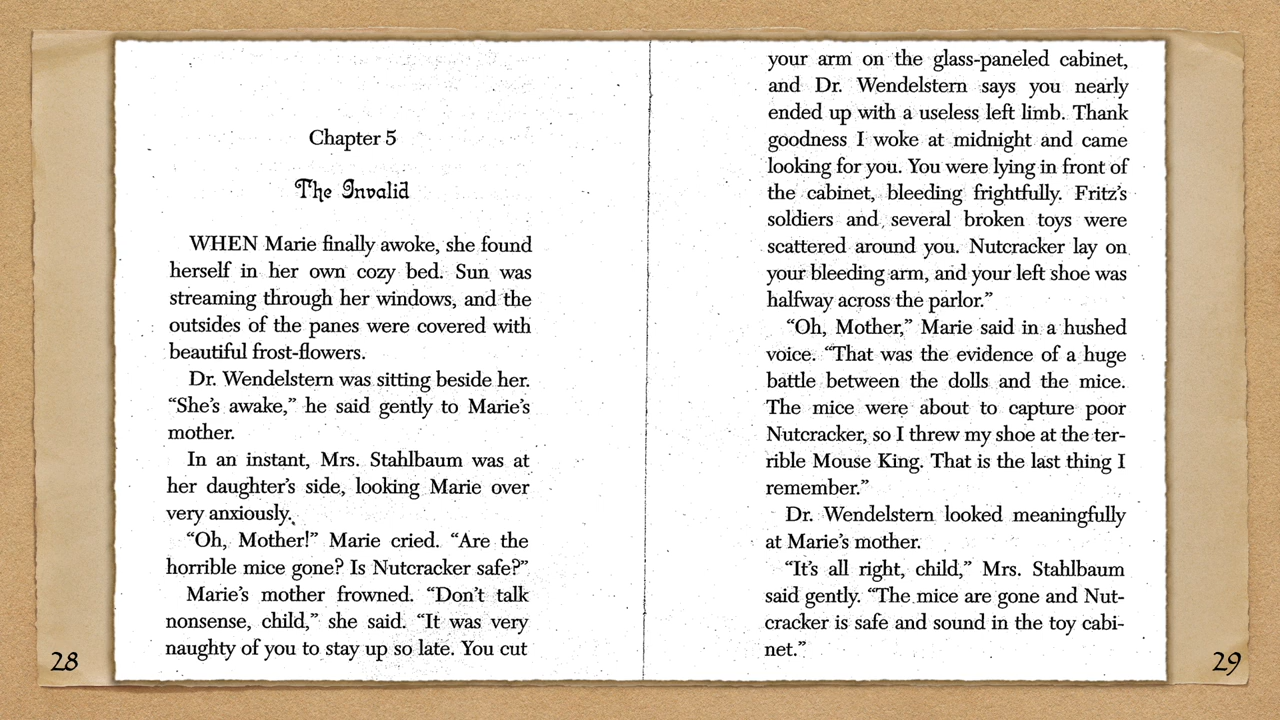 Chapter 5
The Invalid
WHEN Marie finally awoke, she found
herself in her own cozy bed. Sun was
streaming through her windows, and the
outsides of the panes were covered with
beautiful frost-flowers.
Dr. Wendelstern was sitting beside her.
“She’s awake,” he said gently to Marie’s
mother.
In an instant, Mrs. Stahlbaum was at
her daughter’s side, looking Marie over
very anxiously.
“Oh, Mother!” Marie cried. “Are the
horrible mice gone? Is Nutcracker safe?”
Marie’s mother frowned. “Don’t talk
nonsense, child,” she said. “It was very
naughty of you to stay up so late. You cut
28
your arm on the glass-paneled cabinet,
and Dr. Wendelstern says you nearly
ended up with a useless left limb. Thank
goodness I woke at midnight and came
looking for you. You were lying in front of
the cabinet, bleeding frightfully. Fritz’s
soldiers and several broken toys were
scattered around you. Nutcracker lay on
your bleeding arm, and your left shoe was
halfway across the parlor.”
“Oh, Mother,” Marie said in a hushed
voice. “That was the evidence of a huge
battle between the dolls and the mice.
The mice were about to capture poor
Nutcracker, so I threw my shoe at the ter-
rible Mouse King. That is the last thing I
remember.”
Dr. Wendelstern looked meaningfully
at Marie’s mother.
“It’s all right, child,” Mrs. Stahlbaum
said gently. “The mice are gone and Nut-
cracker is safe and sound in the toy cabi-
net.”
29